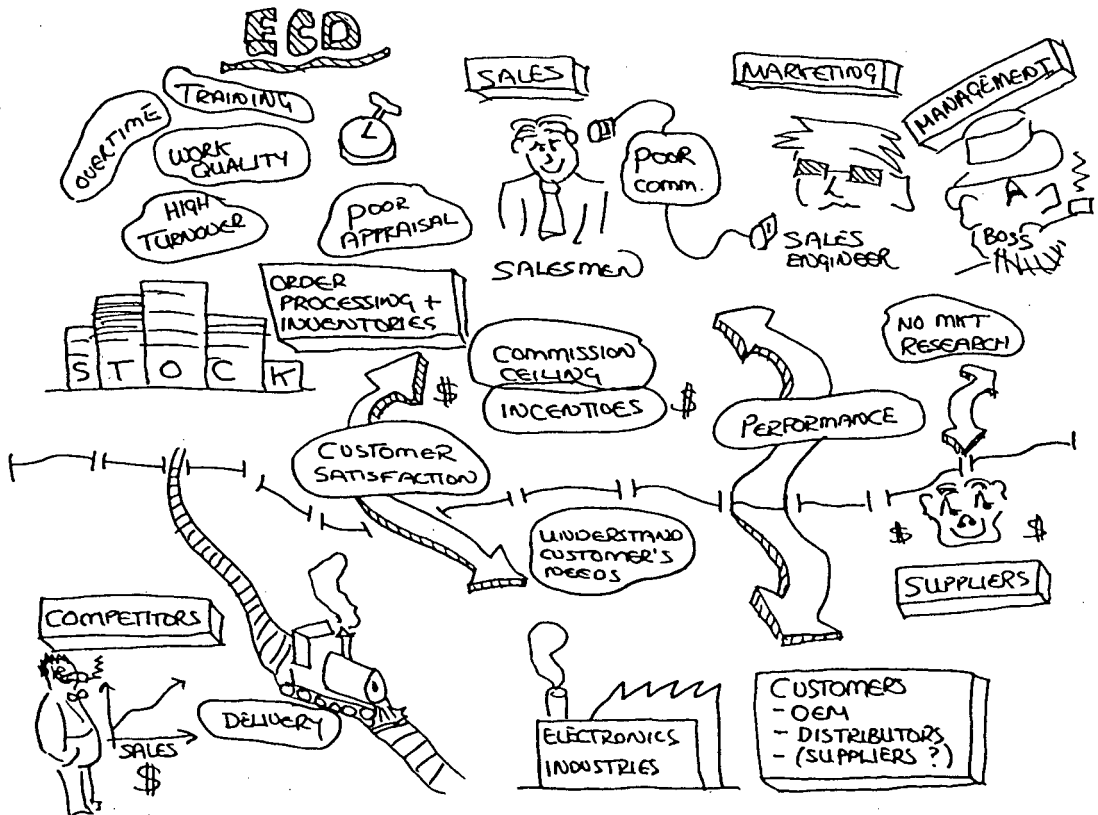 ECD
TRAINING
OVERTIME
WORK
QUALITY
HIGH
TURNOVER
POOR
APPRAISAL
SALES
SALESMEN
POOR
COMM.
MARKETING
SALES
ENGINEER
MANAGEMENT
BOSS
ORDER
PROCESSING +
INVENTORIES
STOCK
COMMISSION
CEILING
$
INCENTIVES
$
NO MKT
RESEARCH
PERFORMANCE
CUSTOMER
SATISFACTION
UNDERSTAND
CUSTOMER'S
NEEDS
$ $
SUPPLIERS
COMPETITORS
SALES
$
DELIVERY
ELECTRONICS
INDUSTRIES
CUSTOMERS
- OEM
- DISTRIBUTORS
- (SUPPLIERS ?)